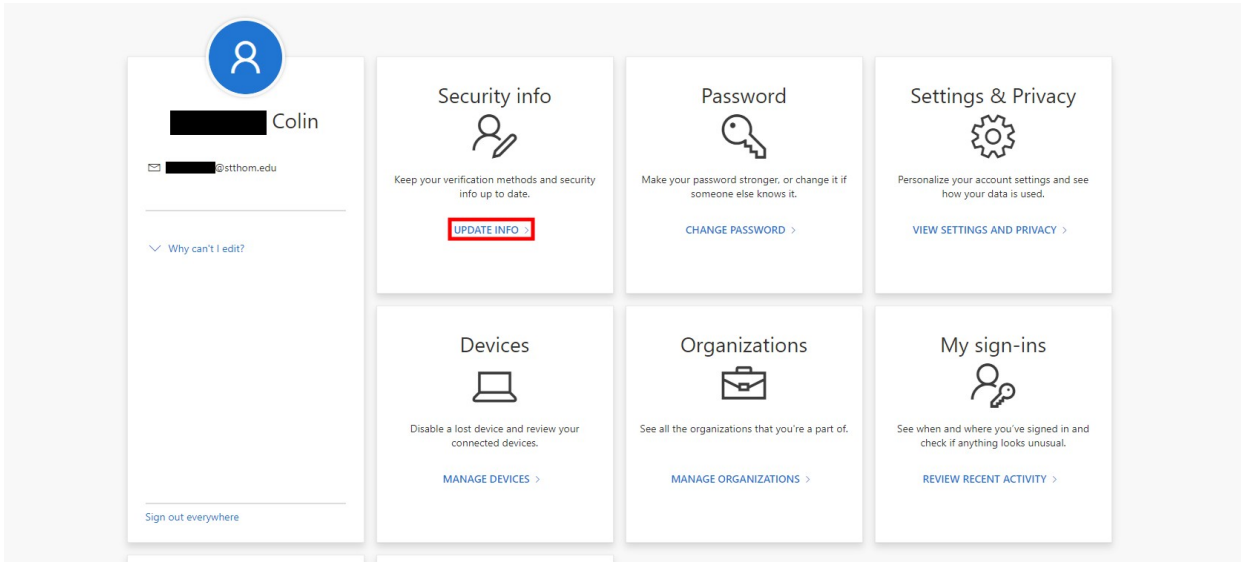 Colin
@stthom.edu
Why can't I edit?
Sign out everywhere
Security info
Keep your verification methods and security
info up to date.
UPDATE INFO >
Password
Make your password stronger, or change it if
someone else knows it.
CHANGE PASSWORD >
Settings & Privacy
Personalize your account settings and see
how your data is used.
VIEW SETTINGS AND PRIVACY >
Devices
Disable a lost device and review your
connected devices.
MANAGE DEVICES >
Organizations
See all the organizations that you're a part of.
MANAGE ORGANIZATIONS >
My sign-ins
See when and where you've signed in and
check if anything looks unusual.
REVIEW RECENT ACTIVITY >